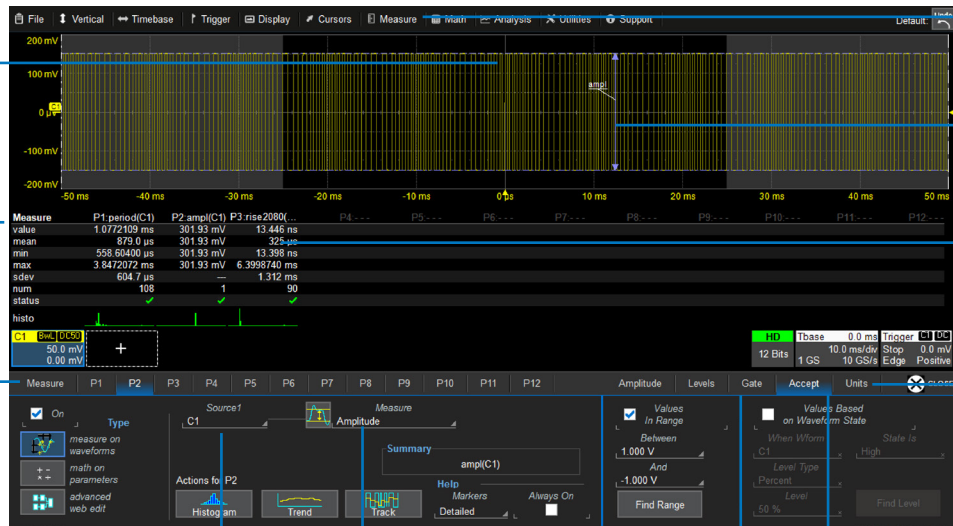 File Vertical Timebase Trigger Display Cursors Measure Math Analysis Utilities Support Default: Undo
200 mV
100 mV
ampl
C1
0 µV
-100 mV
-200 mV
-50 ms -40 ms -30 ms -20 ms -10 ms 0 ps 10 ms 20 ms 30 ms 40 ms 50 ms
Measure P1:period(C1) P2:ampl(C1) P3:rise2080(... P4:- - - P5:- - - P6:- - - P7:- - - P8:- - - P9:- - - P10:- - - P11:- - - P12:- - -
value 1.0772109 ms 301.93 mV 13.446 ns
mean 879.0 µs 301.93 mV 325 µs
min 558.60400 µs 301.93 mV 13.398 ns
max 3.8472072 ms 301.93 mV 6.3998740 ms
sdev 604.7 µs --- 1.312 ms
num 108 1 90
status
histo
C1 BwL DC50 HD Tbase 0.0 ms Trigger C1 DC
50.0 mV + 12 Bits 10.0 ms/div Stop 0.0 mV
0.00 mV 1 GS 10 GS/s Edge Positive
Measure P1 P2 P3 P4 P5 P6 P7 P8 P9 P10 P11 P12 Amplitude Levels Gate Accept Units CLOSE
On Type Source1 Measure Values In Range Values Based on Waveform State
measure on waveforms C1 Amplitude Between When Wform State Is
Summary 1.000 V C1 High
math on parameters ampl(C1) And Level Type
Actions for P2 Help -1.000 V Percent
advanced web edit Markers Always On Level
Histogram Trend Track Detailed Find Range 50 % Find Level